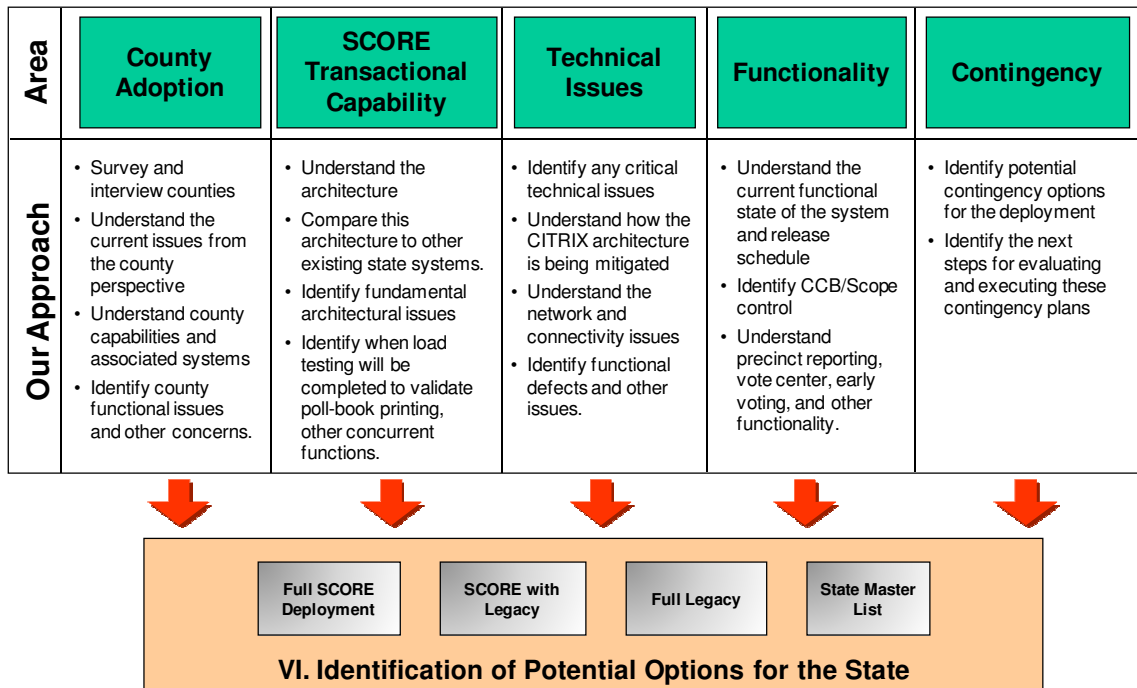 Area
County
Adoption
SCORE
Transactional
Capability
Technical
Issues
Functionality
Contingency
Our Approach
• Survey and
interview counties
• Understand the
current issues from
the county
perspective
• Understand county
capabilities and
associated systems
• Identify county
functional issues
and other concerns.
• Understand the
architecture
• Compare this
architecture to other
existing state systems.
• Identify fundamental
architectural issues
• Identify when load
testing will be
completed to validate
poll-book printing,
other concurrent
functions.
• Identify any critical
technical issues
• Understand how the
CITRIX architecture
is being mitigated
• Understand the
network and
connectivity issues
• Identify functional
defects and other
issues.
• Understand the
current functional
state of the system
and release
schedule
• Identify CCB/Scope
control
• Understand
precinct reporting,
vote center, early
voting, and other
functionality.
• Identify potential
contingency options
for the deployment
• Identify the next
steps for evaluating
and executing these
contingency plans
Full SCORE
Deployment
SCORE with
Legacy
Full Legacy
State Master
List
VI. Identification of Potential Options for the State